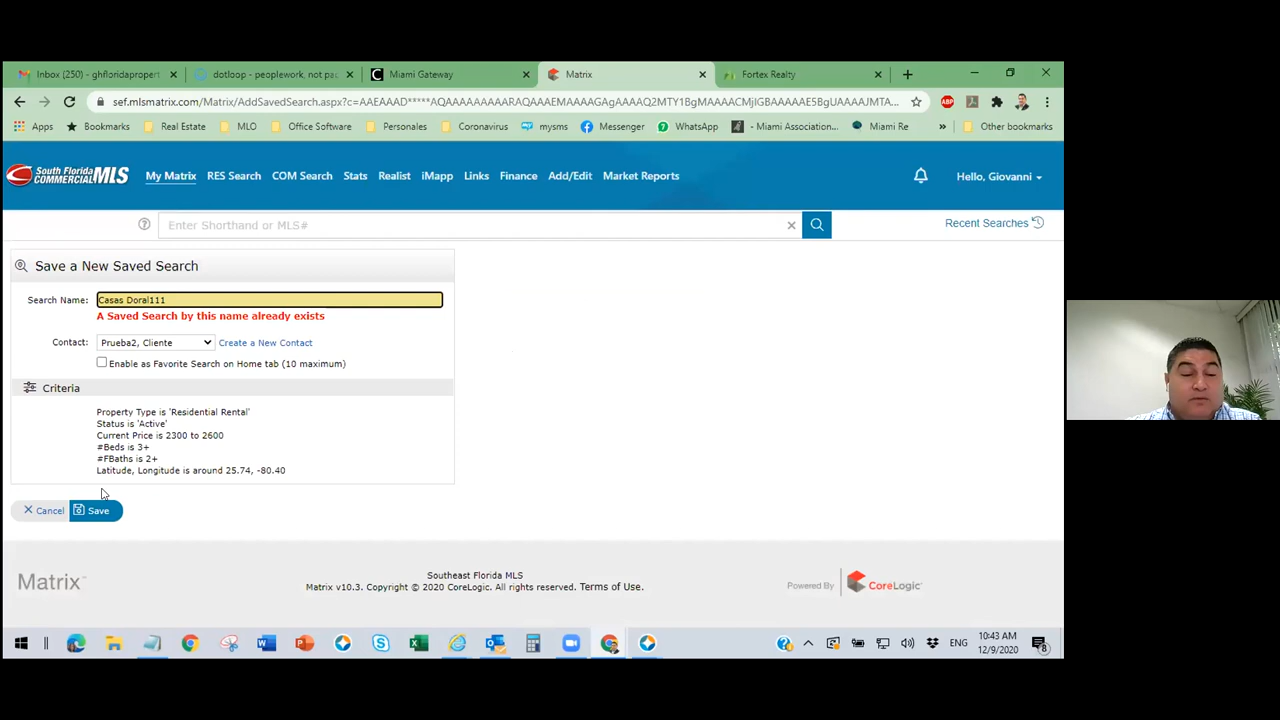 Inbox (250) - ghfloridapropert
dotloop - peoplework, not pa
Miami Gateway
Matrix
Fortex Realty
sef.mlsmatrix.com/Matrix/AddSavedSearch.aspx?c=AAEAAAD*****AQAAAAAAAAARAQAAAEMAAAAGAgAAAAQ2MTY1BgMAAAACMjIGBAAAAAE5BgUAAAAJMTA...
Apps
Bookmarks
Real Estate
MLO
Office Software
Personales
Coronavirus
mysms
Messenger
WhatsApp
- Miami Association...
Miami Re
»
Other bookmarks
South Florida
COMMERCIAL MLS
My Matrix
RES Search
COM Search
Stats
Realist
iMapp
Links
Finance
Add/Edit
Market Reports
Hello, Giovanni
Enter Shorthand or MLS#
Recent Searches
Save a New Saved Search
Search Name: Casas Doral111
A Saved Search by this name already exists
Contact: Prueba2, Cliente Create a New Contact
Enable as Favorite Search on Home tab (10 maximum)
Criteria
Property Type is 'Residential Rental'
Status is 'Active'
Current Price is 2300 to 2600
#Beds is 3+
#FBaths is 2+
Latitude, Longitude is around 25.74, -80.40
Cancel Save
Matrix
Southeast Florida MLS
Matrix v10.3. Copyright © 2020 CoreLogic. All rights reserved. Terms of Use.
Powered By CoreLogic
ENG
10:43 AM
12/9/2020
8